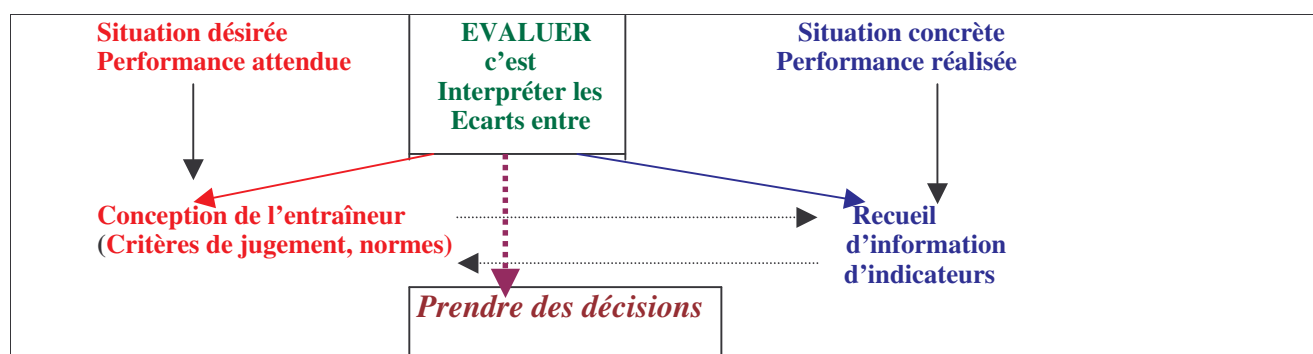 Situation désirée
Performance attendue
EVALUER
c’est
Interpréter les
Ecarts entre
Situation concrète
Performance réalisée
Conception de l’entraîneur
(Critères de jugement, normes)
Recueil
d’information
d’indicateurs
Prendre des décisions